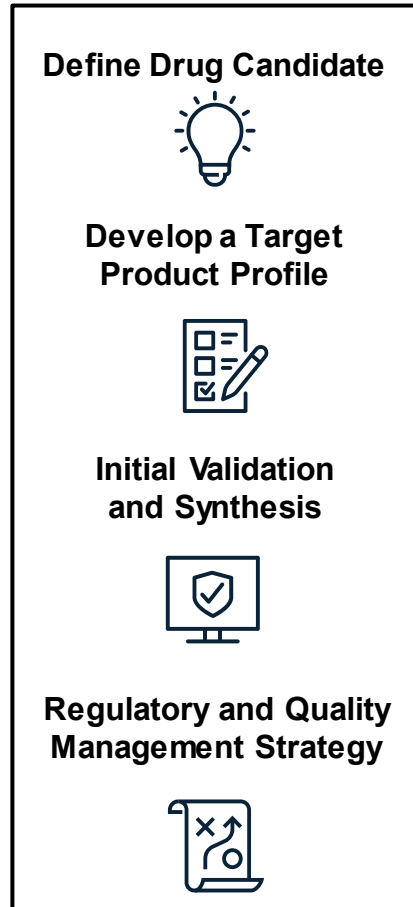 Define Drug Candidate
Develop a Target
Product Profile
Initial Validation
and Synthesis
Regulatory and Quality
Management Strategy